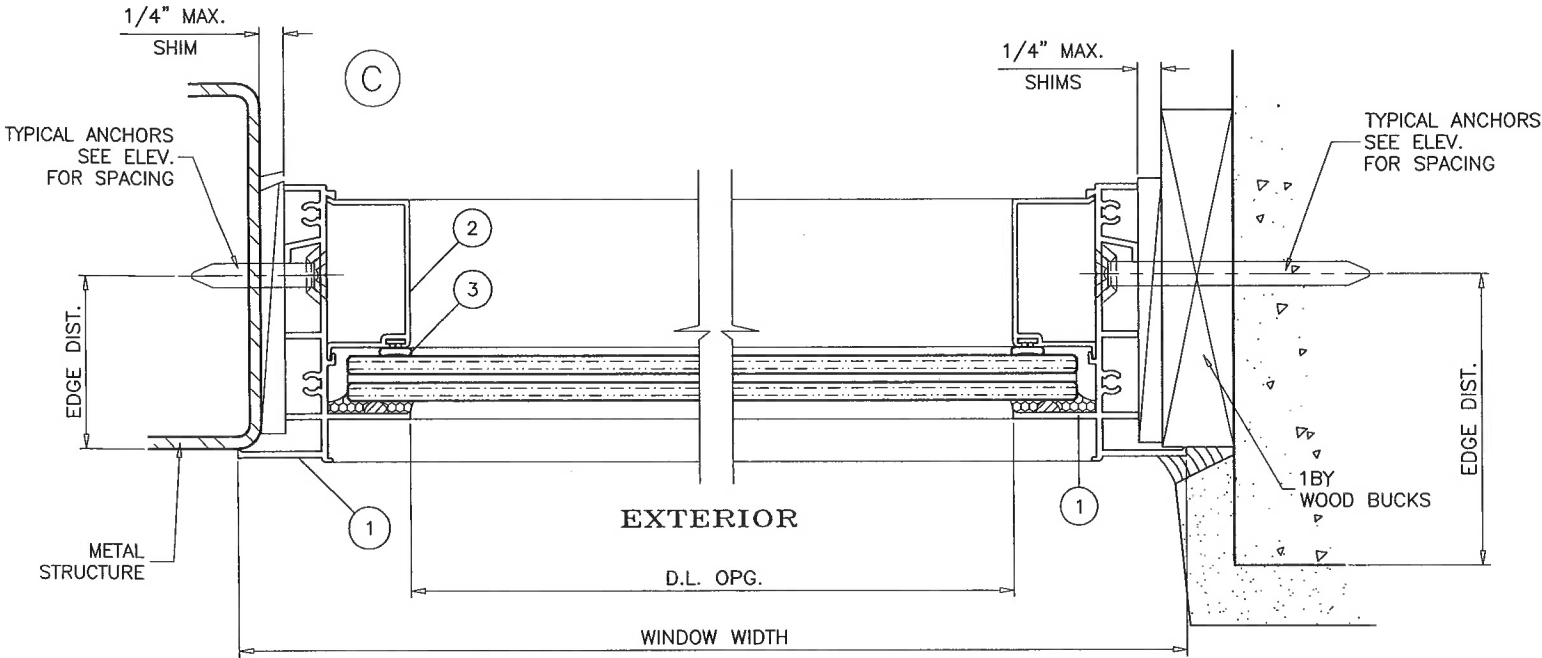 1/4" MAX.
SHIM
C
1/4" MAX.
SHIMS
TYPICAL ANCHORS
SEE ELEV.
FOR SPACING
TYPICAL ANCHORS
SEE ELEV.
FOR SPACING
2
3
EDGE DIST.
EDGE DIST.
1BY
WOOD BUCKS
1
1
EXTERIOR
METAL
STRUCTURE
D.L. OPG.
WINDOW WIDTH